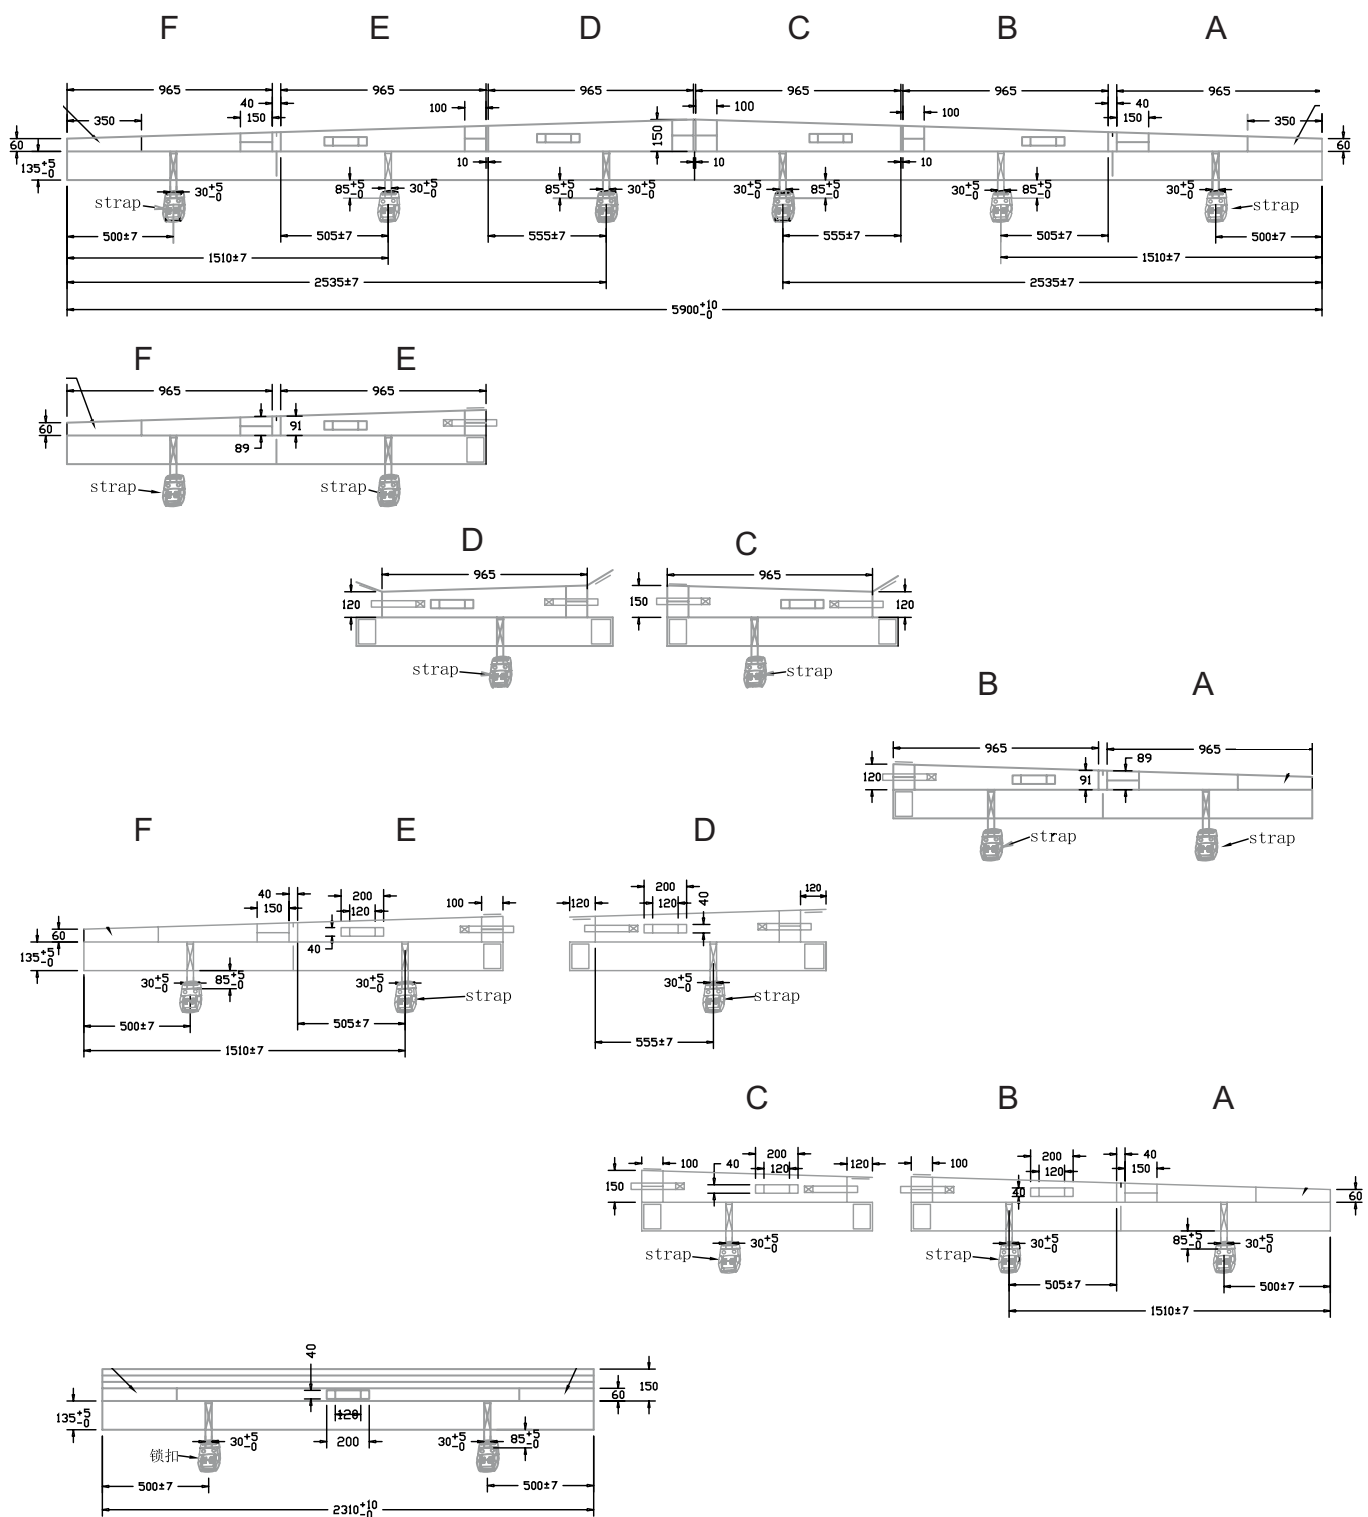 F E D C B A
965 965 965 965 965 965
40 40
350 150 100 100 100 150 350
60 150 60
135+5-0 10 10 10
30+5-0 85+5-0 30+5-0 85+5-0 30+5-0 30+5-0 85+5-0 30+5-0 85+5-0 30+5-0
strap strap
500±7 505±7 555±7 555±7 505±7 500±7
1510±7 1510±7
2535±7 2535±7
5900+10-0
F E
965 965
60 89 91
strap strap
D C
965 965
120 150 120
strap strap
B A
965 965
120 91 89
strap strap
F E D
40 200 200 120
150 120 100 120 120 40
60 40
135+5-0
30+5-0 85+5-0 30+5-0 30+5-0
strap strap
500±7 505±7 555±7
1510±7
C B A
200 200 40
100 40 120 120 100 120 150
150 40 60
30+5-0 30+5-0 85+5-0 30+5-0
strap strap
505±7 500±7
1510±7
40
60 150
135+5-0 120
30+5-0 200 30+5-0 85+5-0
锁扣
500±7 500±7
2310+10-0